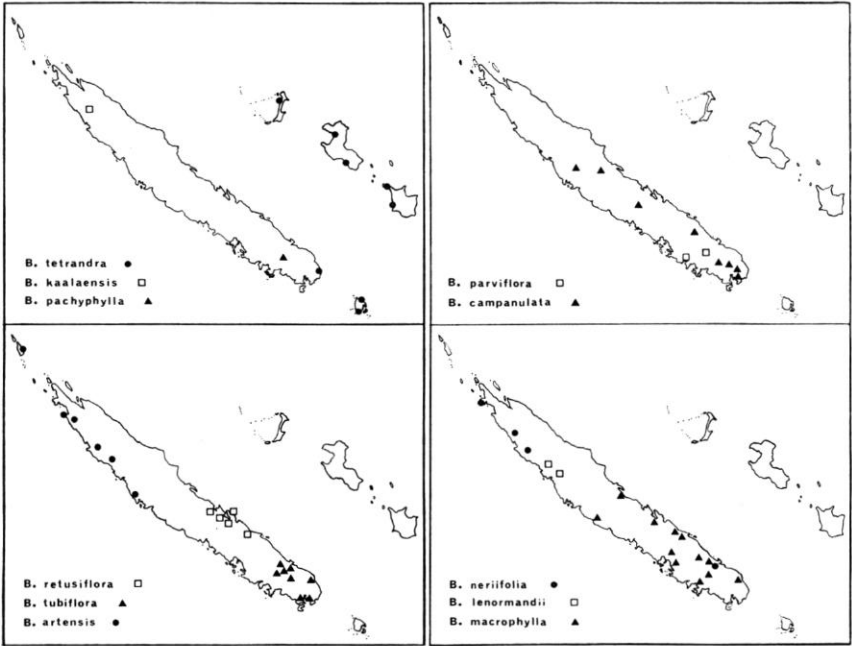 B. tetrandra ●
B. kaalaensis □
B. pachyphylla ▲
B. parviflora □
B. campanulata ▲
B. retusiflora □
B. tubiflora ▲
B. artensis ●
B. neriifolia ●
B. lenormandii □
B. macrophylla ▲